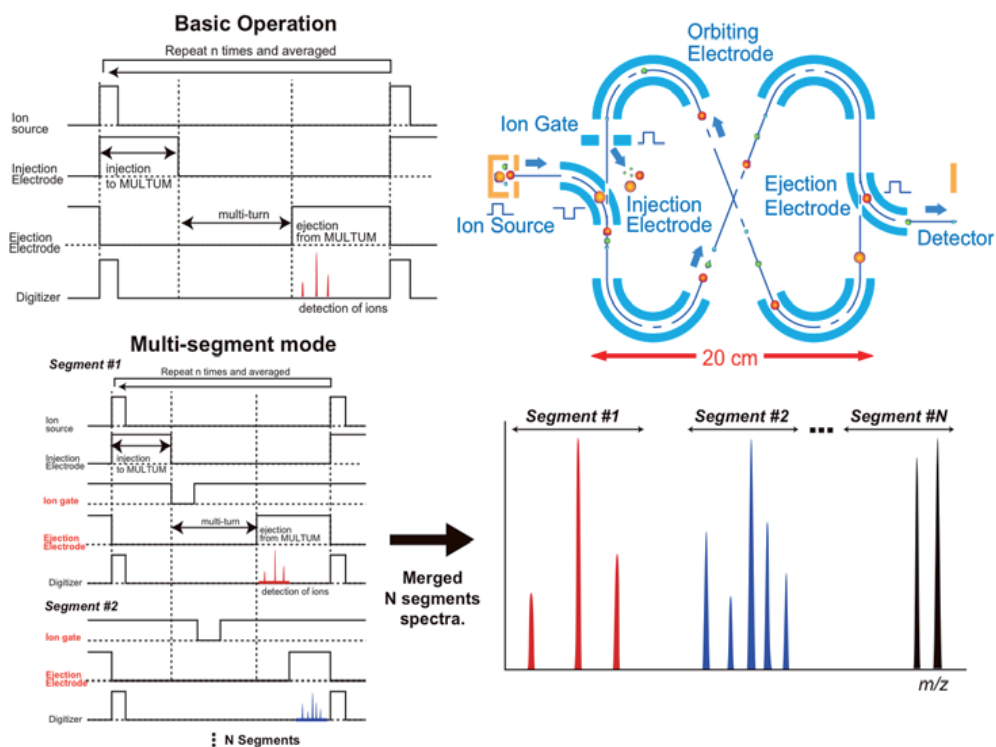 Basic Operation
Repeat n times and averaged
Ion
source
Injection
Electrode
injection
to MULTUM
multi-turn
ejection
from MULTUM
Ejection
Electrode
Digitizer
detection of ions
Orbiting
Electrode
Ion Gate
Ion Source
Injection
Electrode
Ejection
Electrode
Detector
20 cm
Multi-segment mode
Segment #1
Repeat n times and averaged
Ion
source
Injection
Electrode
injection
to MULTUM
Ion gate
multi-turn
ejection
from MULTUM
Ejection
Electrode
Digitizer
detection of ions
Segment #2
Ion gate
Ejection
Electrode
Digitizer
N Segments
Merged
N segments
spectra.
Segment #1
Segment #2
Segment #N
m/z